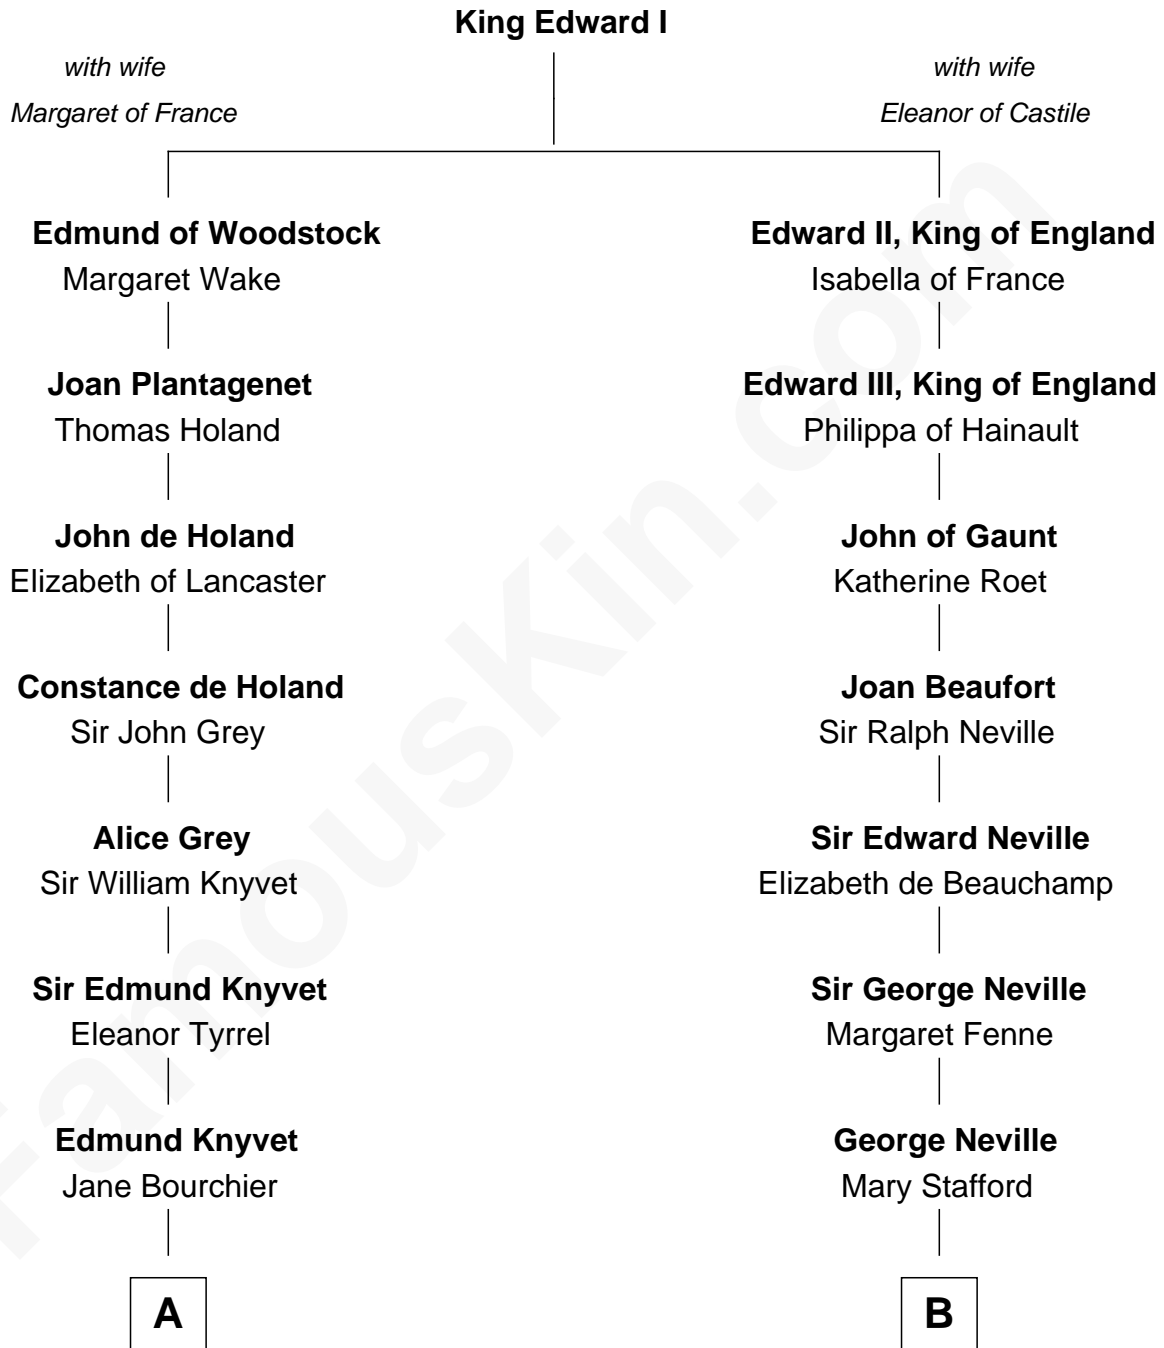 King Edward I
with wife
Margaret of France
with wife
Eleanor of Castile
Edmund of Woodstock
Margaret Wake
Edward II, King of England
Isabella of France
Joan Plantagenet
Thomas Holand
Edward III, King of England
Philippa of Hainault
John de Holand
Elizabeth of Lancaster
John of Gaunt
Katherine Roet
Constance de Holand
Sir John Grey
Joan Beaufort
Sir Ralph Neville
Alice Grey
Sir William Knyvet
Sir Edward Neville
Elizabeth de Beauchamp
Sir Edmund Knyvet
Eleanor Tyrrel
Sir George Neville
Margaret Fenne
Edmund Knyvet
Jane Bourchier
George Neville
Mary Stafford
A
B
FamousKin.com